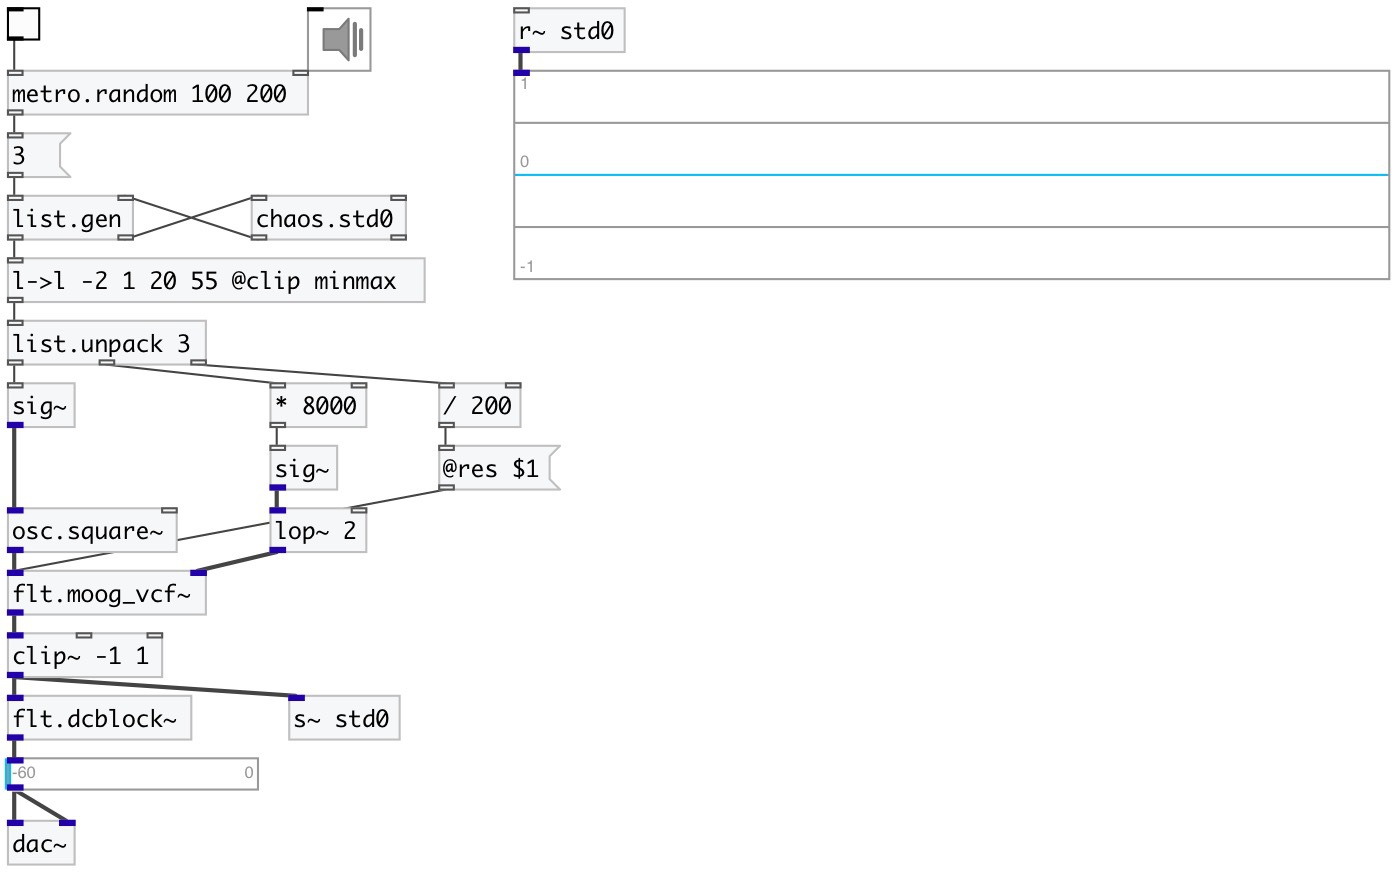 r~ std0
metro.random 100 200
1
3
0
list.gen
chaos.std0
-1
l->l -2 1 20 55 @clip minmax
list.unpack 3
sig~
* 8000
/ 200
sig~
@res $1
osc.square~
lop~ 2
flt.moog_vcf~
clip~ -1 1
flt.dcblock~
s~ std0
-60
0
dac~